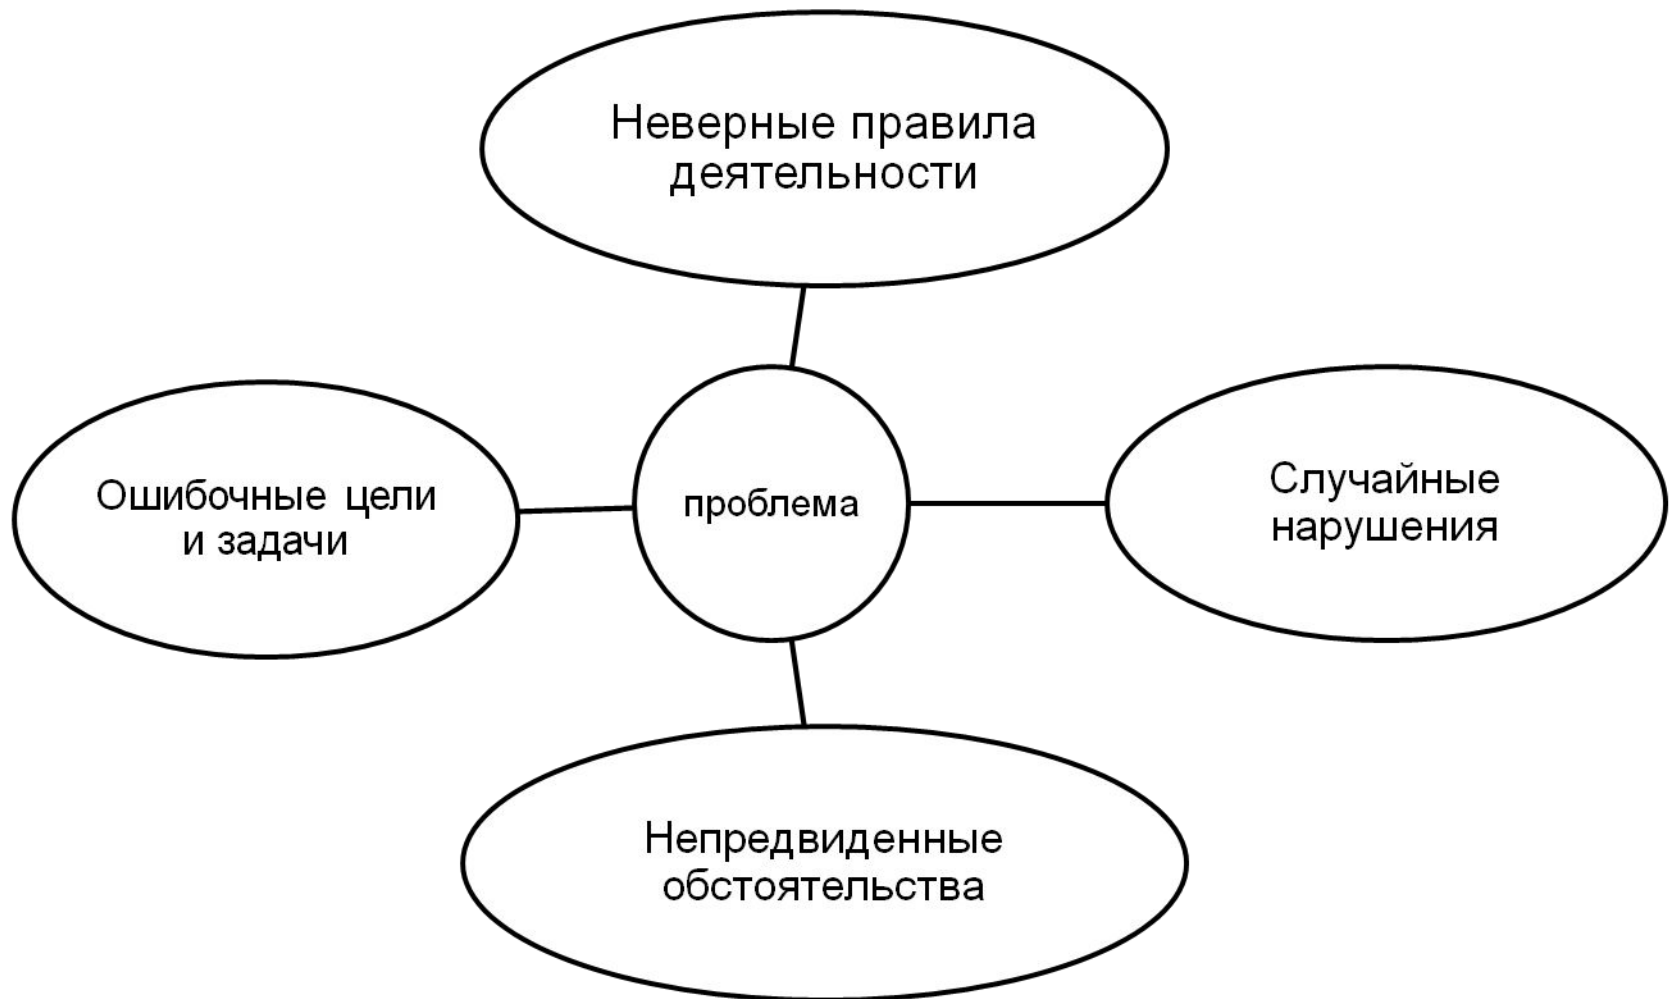 Неверные правила
деятельности
Ошибочные цели
и задачи
проблема
Случайные
нарушения
Непредвиденные
обстоятельства